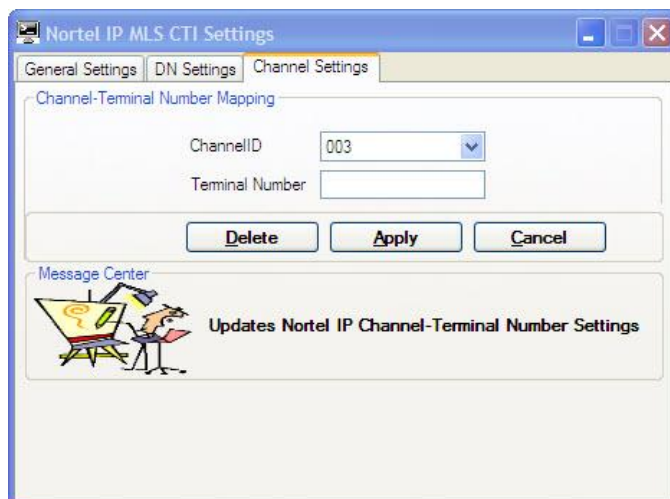 Nortel IP MLS CTI Settings
General Settings DN Settings Channel Settings
Channel-Terminal Number Mapping
ChannelID 003
Terminal Number
Delete Apply Cancel
Message Center
Updates Nortel IP Channel-Terminal Number Settings